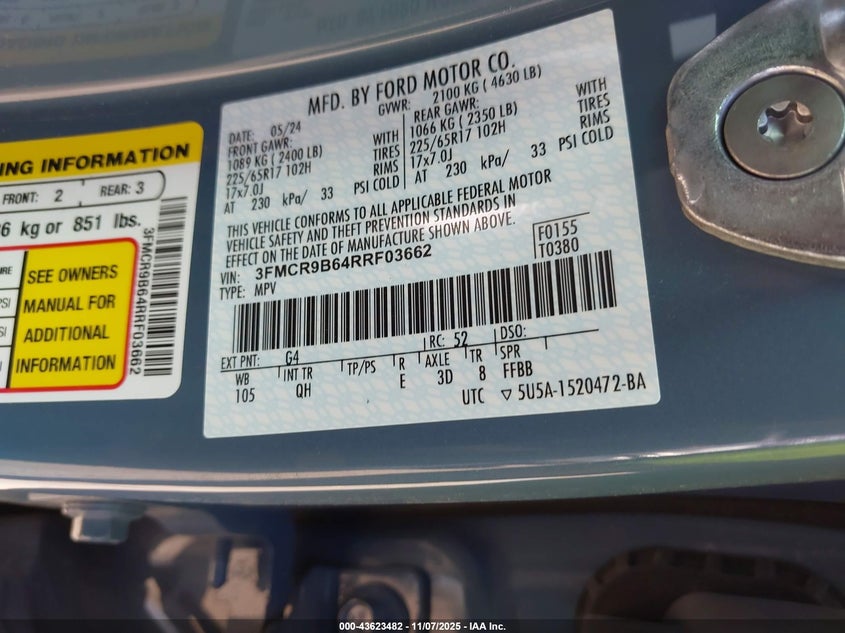 MFD. BY FORD MOTOR CO.
DATE: 05/24
GVWR: 2100 KG ( 4630 LB)
FRONT GAWR:
1089 KG ( 2400 LB)
WITH
225/65R17 102H
TIRES
17x7.0J
RIMS
AT 230 kPa/ 33 PSI COLD
REAR GAWR:
1066 KG ( 2350 LB)
WITH
225/65R17 102H
TIRES
17x7.0J
RIMS
AT 230 kPa/ 33 PSI COLD
THIS VEHICLE CONFORMS TO ALL APPLICABLE FEDERAL MOTOR
VEHICLE SAFETY AND THEFT PREVENTION STANDARDS IN
EFFECT ON THE DATE OF MANUFACTURE SHOWN ABOVE.
VIN: 3FMCR9B64RRF03662
TYPE: MPV
F0155
T0380
EXT PNT: G4
RC: 52
DSO:
WB
INT TR
TP/PS
R
AXLE
TR
SPR
105
QH
E
3D
8
FFBB
UTC
5U5A-1520472-BA
ING INFORMATION
FRONT: 2
REAR: 3
6 kg or 851 lbs.
SEE OWNERS
MANUAL FOR
ADDITIONAL
INFORMATION
3FMCR9B64RRF03662
000-43623482 - 11/07/2025 - IAA Inc.